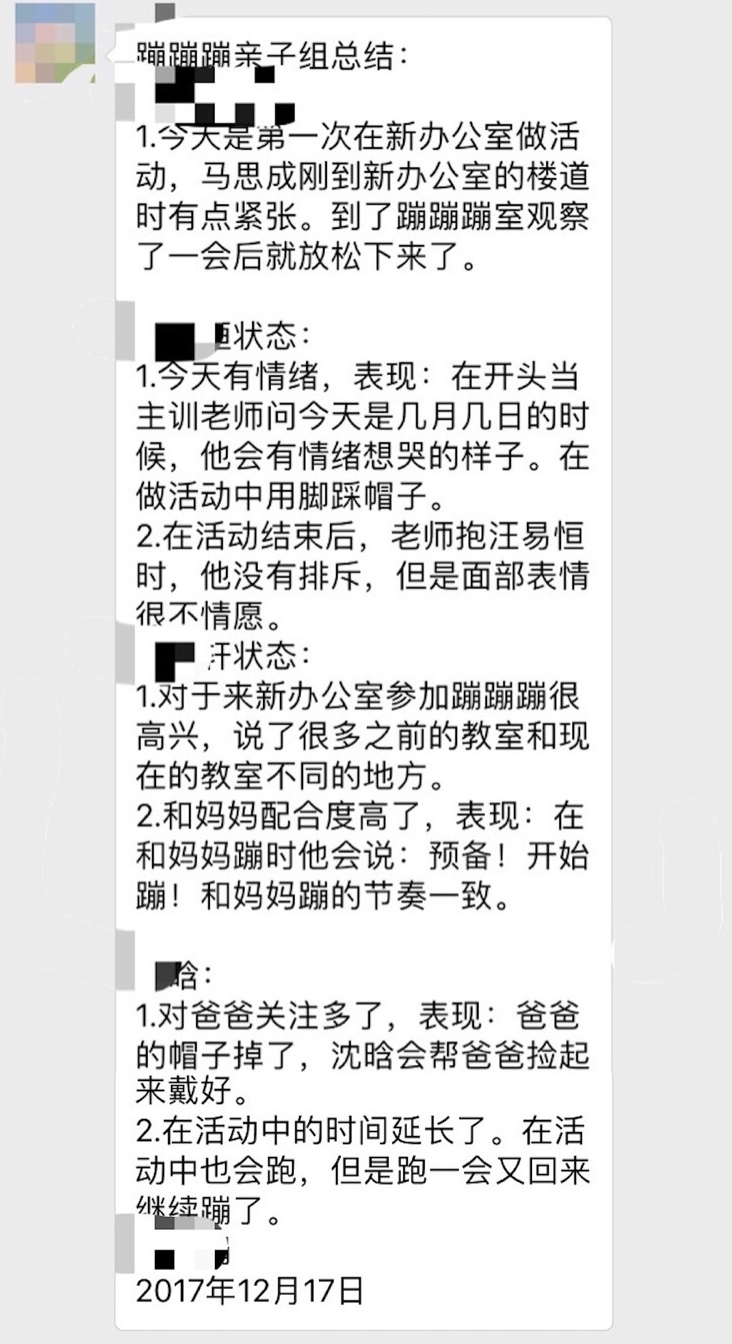 蹦蹦蹦亲子组总结：
1.今天是第一次在新办公室做活
动，马思成刚到新办公室的楼道
时有点紧张。到了蹦蹦蹦室观察
了一会后就放松下来了。
状态：
1.今天有情绪，表现：在开头当
主训老师问今天是几月几日的时
候，他会有情绪想哭的样子。在
做活动中用脚踩帽子。
2.在活动结束后，老师抱汪易恒
时，他没有排斥，但是面部表情
很不情愿。
状态：
1.对于来新办公室参加蹦蹦蹦很
高兴，说了很多之前的教室和现
在的教室不同的地方。
2.和妈妈配合度高了，表现：在
和妈妈蹦时他会说：预备！开始
蹦！和妈妈蹦的节奏一致。
晗：
1.对爸爸关注多了，表现：爸爸
的帽子掉了，沈晗会帮爸爸捡起
来戴好。
2.在活动中的时间延长了。在活
动中也会跑，但是跑一会又回来
继续蹦了。
2017年12月17日